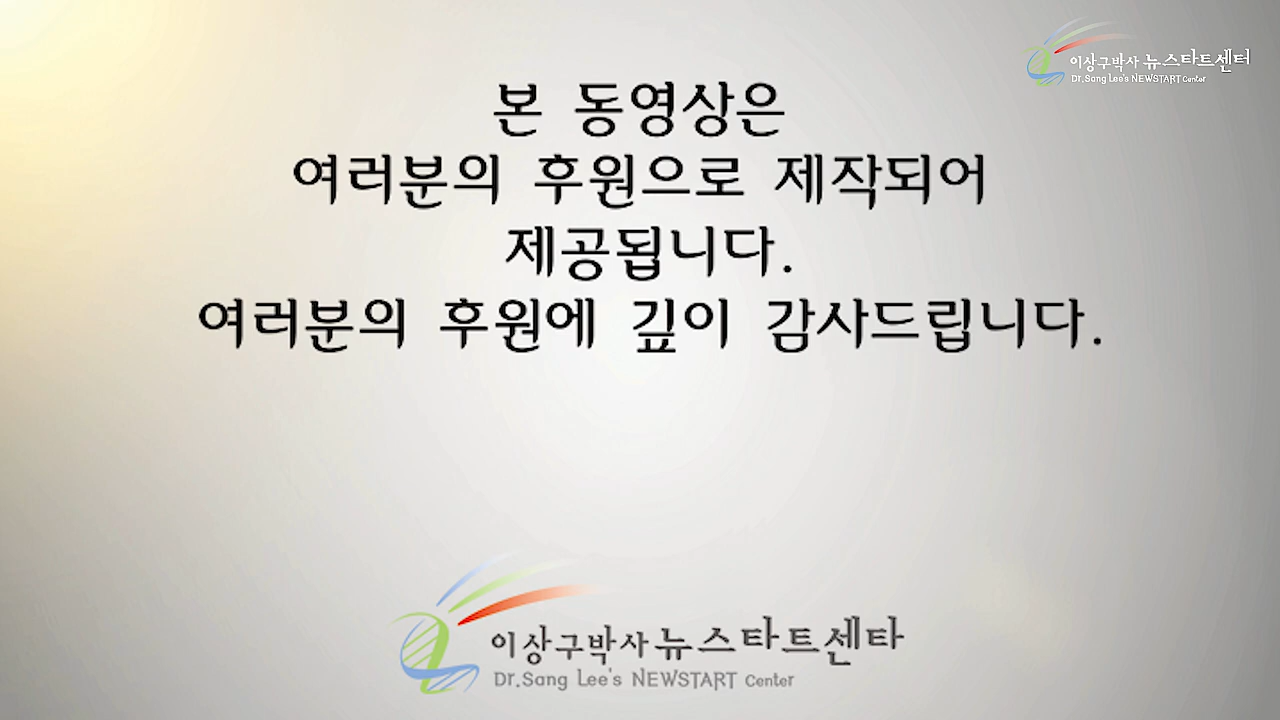 이상구박사 뉴스타트센터
Dr.Sang Lee's NEWSTART Center
본 동영상은
여러분의 후원으로 제작되어
제공됩니다.
여러분의 후원에 깊이 감사드립니다.
이상구박사 뉴스타트센타
Dr.Sang Lee's NEWSTART Center